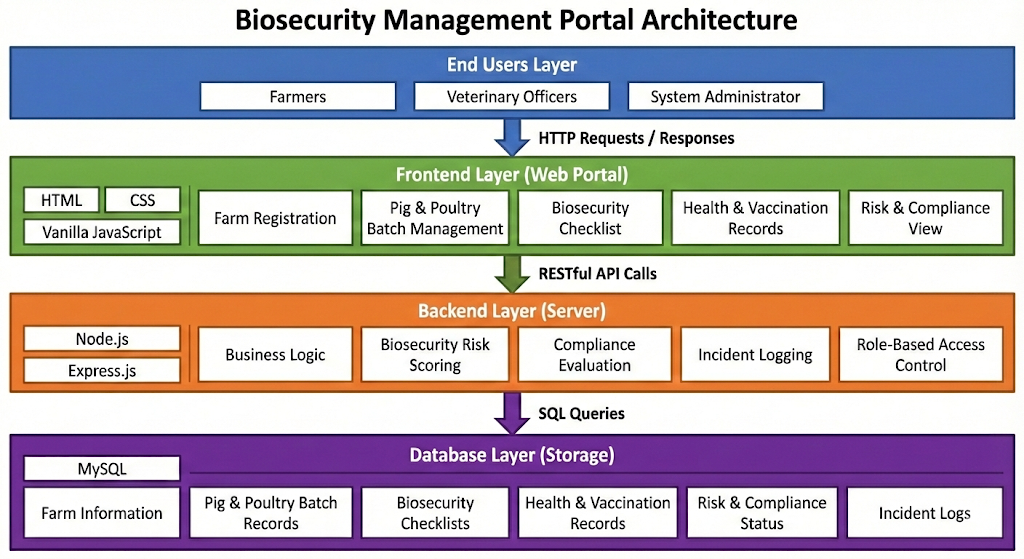 Biosecurity Management Portal Architecture
End Users Layer
Farmers
Veterinary Officers
System Administrator
HTTP Requests / Responses
Frontend Layer (Web Portal)
HTML
CSS
Vanilla JavaScript
Farm Registration
Pig & Poultry
Batch Management
Biosecurity
Checklist
Health & Vaccination
Records
Risk & Compliance
View
RESTful API Calls
Backend Layer (Server)
Node.js
Express.js
Business Logic
Biosecurity Risk
Scoring
Compliance
Evaluation
Incident Logging
Role-Based Access
Control
SQL Queries
Database Layer (Storage)
MySQL
Farm Information
Pig & Poultry Batch
Records
Biosecurity
Checklists
Health & Vaccination
Records
Risk & Compliance
Status
Incident Logs